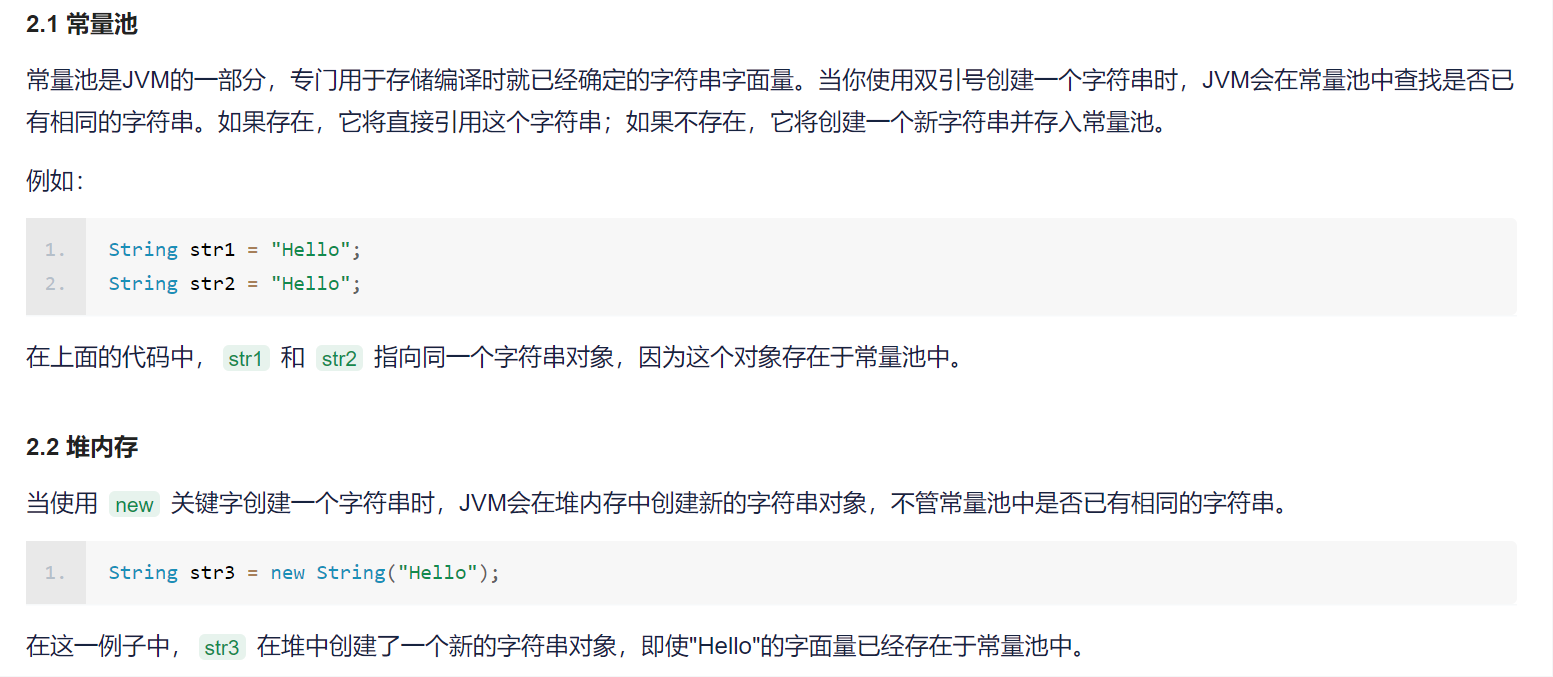 2.1 常量池
常量池是JVM的一部分，专门用于存储编译时就已经确定的字符串字面量。当你使用双引号创建一个字符串时，JVM会在常量池中查找是否已
有相同的字符串。如果存在，它将直接引用这个字符串；如果不存在，它将创建一个新字符串并存入常量池。
例如：
1. String str1 = "Hello";
2. String str2 = "Hello";
在上面的代码中， str1 和 str2 指向同一个字符串对象，因为这个对象存在于常量池中。
2.2 堆内存
当使用 new 关键字创建一个字符串时，JVM会在堆内存中创建新的字符串对象，不管常量池中是否已有相同的字符串。
1. String str3 = new String("Hello");
在这一例子中， str3 在堆中创建了一个新的字符串对象，即使"Hello"的字面量已经存在于常量池中。